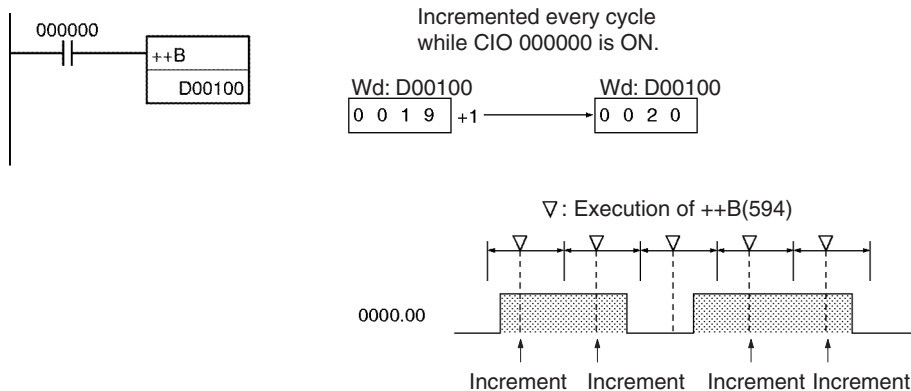 000000
++B
D00100
Incremented every cycle
while CIO 000000 is ON.
Wd: D00100 Wd: D00100
0 0 1 9 +1 0 0 2 0
▽: Execution of ++B(594)
0000.00
Increment Increment Increment Increment